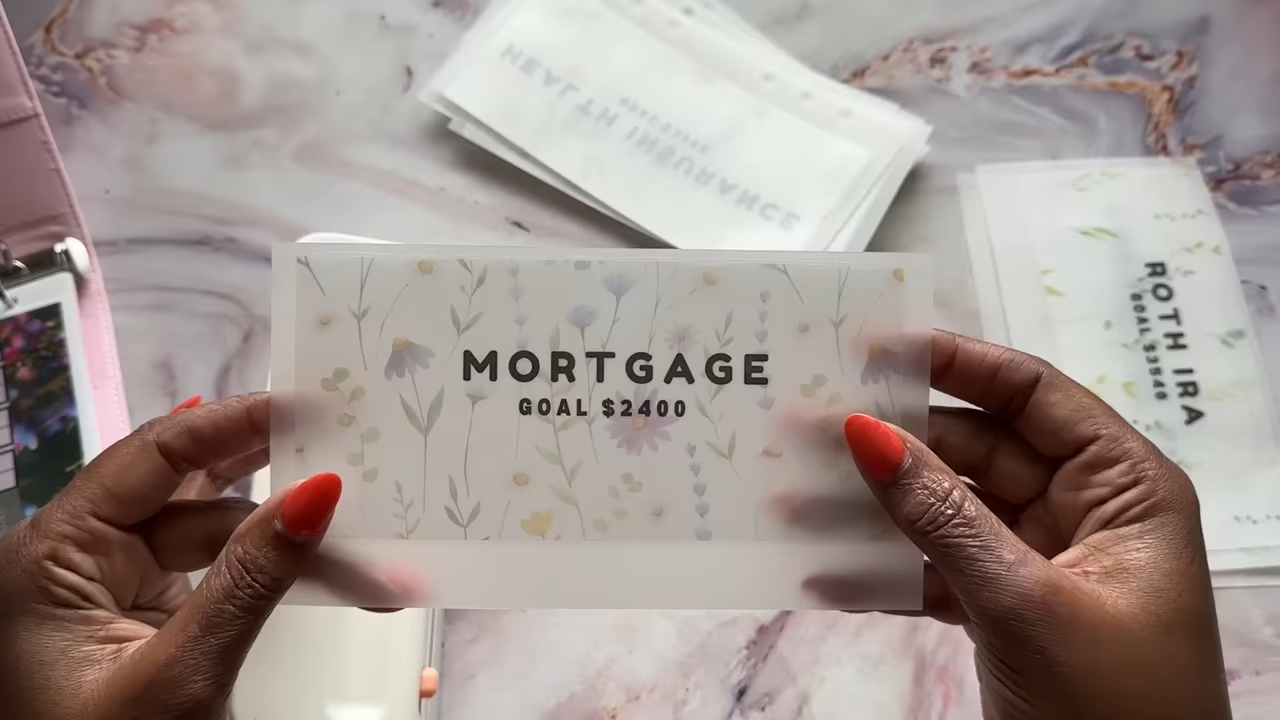 HEALTH INSURANCE
MORTGAGE
GOAL $2400
ROTH IRA
GOAL $3540